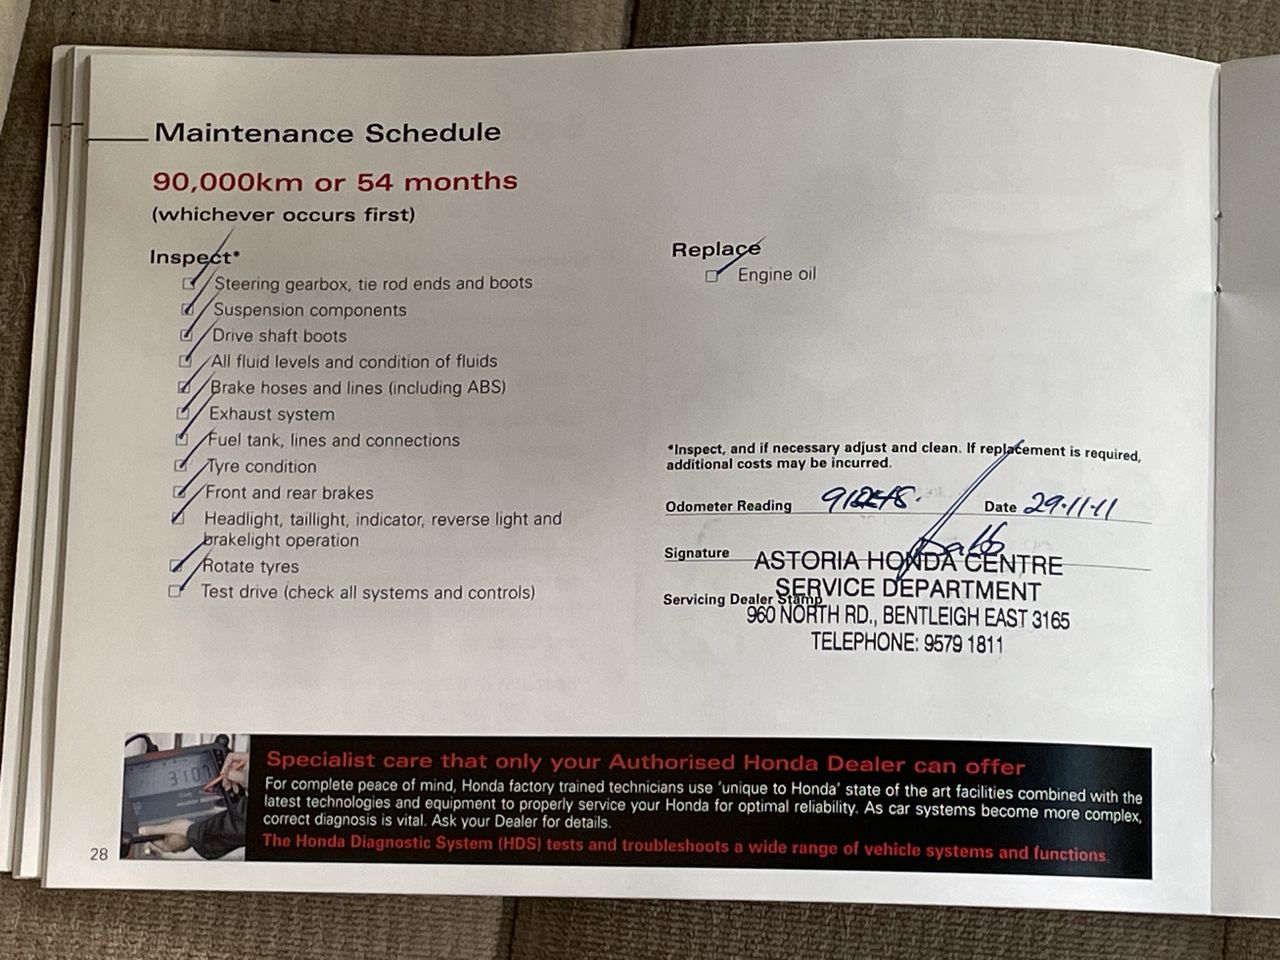 Maintenance Schedule
90,000km or 54 months
(whichever occurs first)
Inspect*
Steering gearbox, tie rod ends and boots
Suspension components
Drive shaft boots
All fluid levels and condition of fluids
Brake hoses and lines (including ABS)
Exhaust system
Fuel tank, lines and connections
Tyre condition
Front and rear brakes
Headlight, taillight, indicator, reverse light and
brakelight operation
Rotate tyres
Test drive (check all systems and controls)
Replace
Engine oil
*Inspect, and if necessary adjust and clean. If replacement is required,
additional costs may be incurred.
Odometer Reading
Date 29·11·11
Signature
Servicing Dealer Stamp
ASTORIA HONDA CENTRE
SERVICE DEPARTMENT
960 NORTH RD., BENTLEIGH EAST 3165
TELEPHONE: 9579 1811
Specialist care that only your Authorised Honda Dealer can offer
For complete peace of mind, Honda factory trained technicians use 'unique to Honda' state of the art facilities combined with the
latest technologies and equipment to properly service your Honda for optimal reliability. As car systems become more complex,
correct diagnosis is vital. Ask your Dealer for details.
The Honda Diagnostic System (HDS) tests and troubleshoots a wide range of vehicle systems and functions.
28